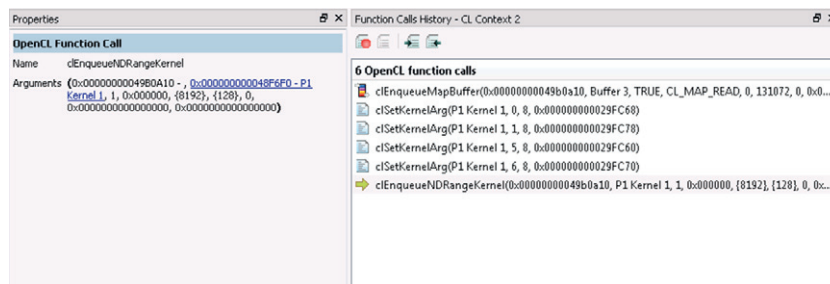 Properties
OpenCL Function Call
Name clEnqueueNDRangeKernel
Arguments (0x00000000049B0A10 - , 0x000000000048F6F0 - P1
Kernel 1, 1, 0x000000, {8192}, {128}, 0,
0x0000000000000000, 0x0000000000000000)
Function Calls History - CL Context 2
6 OpenCL function calls
clEnqueueMapBuffer(0x00000000049b0a10, Buffer 3, TRUE, CL_MAP_READ, 0, 131072, 0, 0x0...
clSetKernelArg(P1 Kernel 1, 0, 8, 0x000000000029FC68)
clSetKernelArg(P1 Kernel 1, 1, 8, 0x000000000029FC78)
clSetKernelArg(P1 Kernel 1, 5, 8, 0x000000000029FC60)
clSetKernelArg(P1 Kernel 1, 6, 8, 0x000000000029FC70)
clEnqueueNDRangeKernel(0x00000000049b0a10, P1 Kernel 1, 1, 0x000000, {8192}, {128}, 0, 0x...